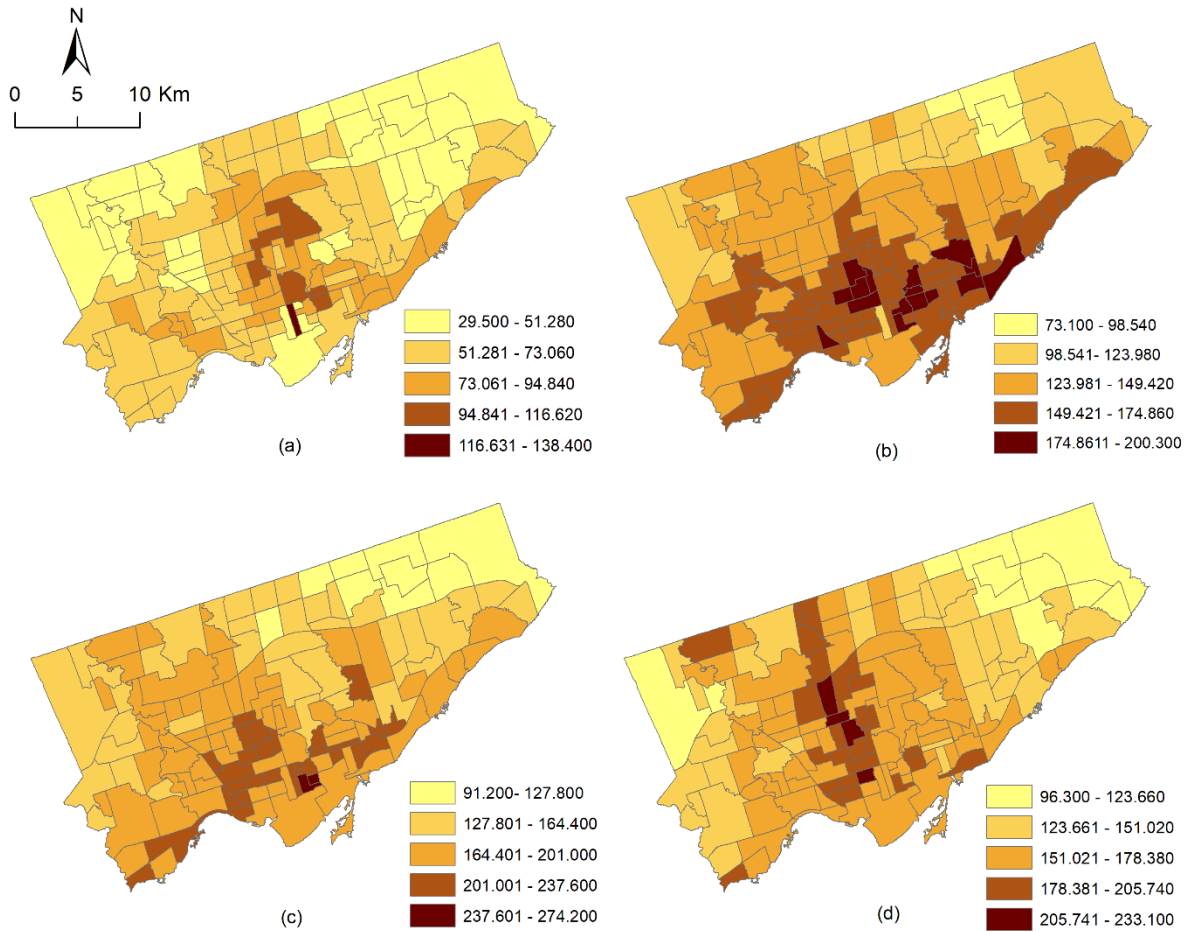 N
0 5 10 Km
29.500 - 51.280
51.281 - 73.060
73.061 - 94.840
94.841 - 116.620
116.631 - 138.400
(a)
73.100 - 98.540
98.541- 123.980
123.981 - 149.420
149.421 - 174.860
174.8611 - 200.300
(b)
91.200- 127.800
127.801 - 164.400
164.401 - 201.000
201.001 - 237.600
237.601 - 274.200
(c)
96.300 - 123.660
123.661 - 151.020
151.021 - 178.380
178.381 - 205.740
205.741 - 233.100
(d)